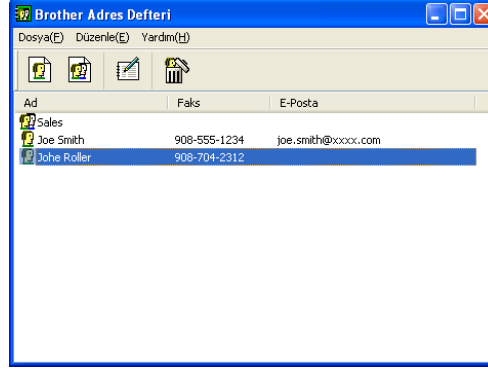 Brother Adres Defteri
Dosya(F) Düzenle(E) Yardım(H)
Ad Faks E-Posta
Sales
Joe Smith 908-555-1234 joe.smith@xxxx.com
Johe Roller 908-704-2312